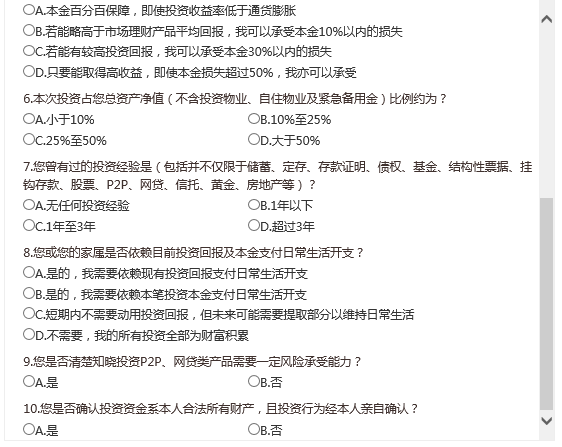 A.本金百分百保障，即使投资收益率低于通货膨胀
B.若能略高于市场理财产品平均回报，我可以承受本金10%以内的损失
C.若能有较高投资回报，我可以承受本金30%以内的损失
D.只要能取得高收益，即使本金损失超过50%，我亦可以承受
6.本次投资占您总资产净值（不含投资物业、自住物业及紧急备用金）比例约为？
A.小于10% B.10%至25%
C.25%至50% D.大于50%
7.您曾有过的投资经验是（包括并不仅限于储蓄、定存、存款证明、债权、基金、结构性票据、挂
钩存款、股票、P2P、网贷、信托、黄金、房地产等）？
A.无任何投资经验 B.1年以下
C.1年至3年 D.超过3年
8.您或您的家属是否依赖目前投资回报及本金支付日常生活开支？
A.是的，我需要依赖现有投资回报支付日常生活开支
B.是的，我需要依赖本笔投资本金支付日常生活开支
C.短期内不需要动用投资回报，但未来可能需要提取部分以维持日常生活
D.不需要，我的所有投资全部为财富积累
9.您是否清楚知晓投资P2P、网贷类产品需要一定风险承受能力？
A.是 B.否
10.您是否确认投资资金系本人合法所有财产，且投资行为经本人亲自确认？
A.是 B.否